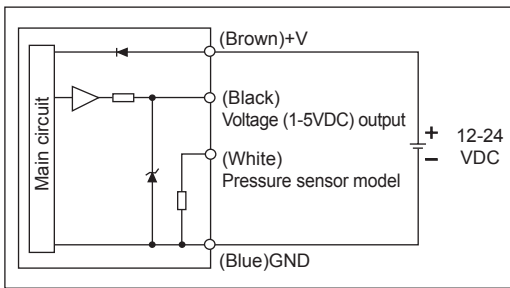 (Brown)+V
(Black)
Voltage (1-5VDC) output
(White)
Pressure sensor model
(Blue)GND
Main circuit
+
12-24
VDC
−